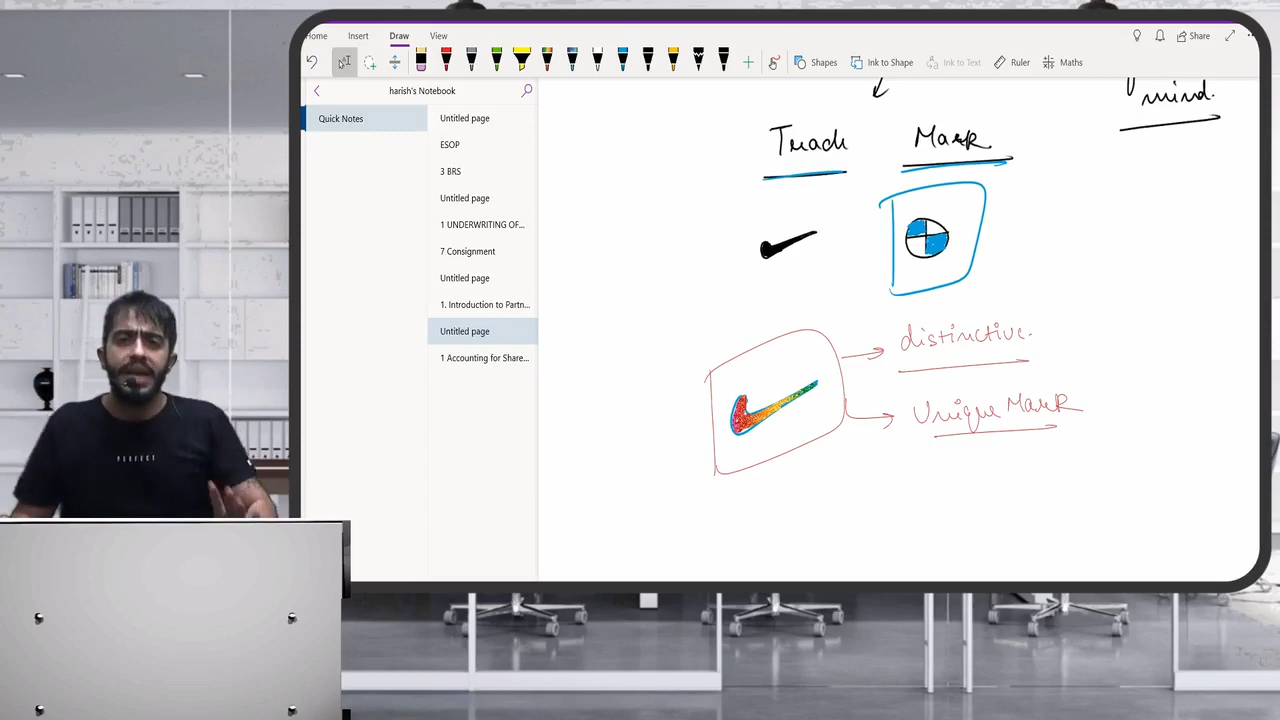 Home Insert Draw View
Share
Shapes Ink to Shape Ink to Text Ruler Maths
harish's Notebook
Quick Notes
Untitled page
ESOP
3 BRS
Untitled page
1 UNDERWRITING OF...
7 Consignment
Untitled page
1. Introduction to Partn...
Untitled page
1 Accounting for Share...
mind.
Trade Mark
distinctive.
Unique Mark
PERFECT